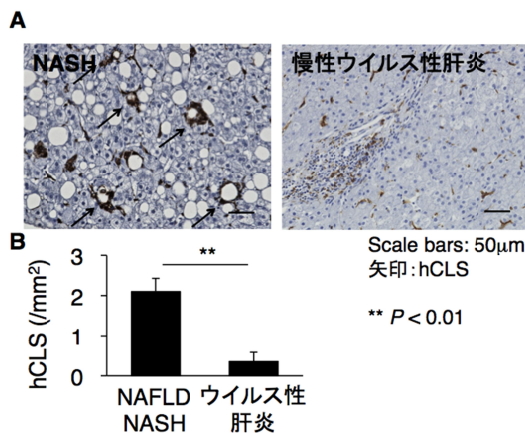 A
NASH
慢性ウイルス性肝炎
B
Scale bars: 50μm
矢印:hCLS
** P < 0.01
hCLS (/mm²)
3
2
1
0
**
NAFLD
NASH
ウイルス性
肝炎